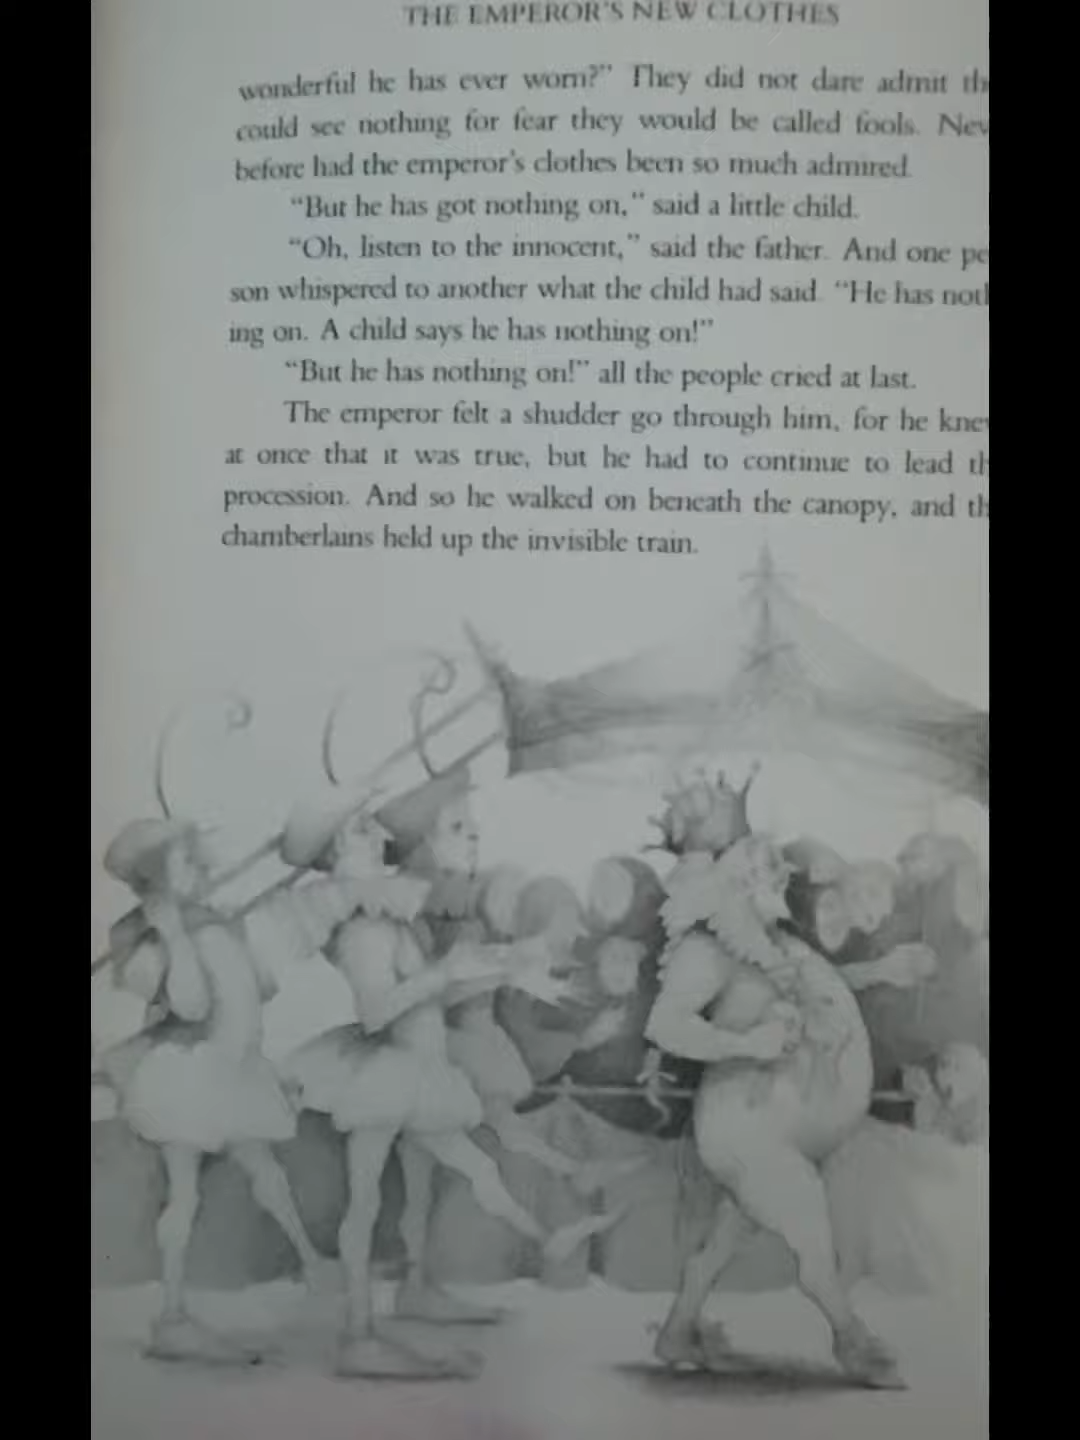 THE EMPEROR'S NEW CLOTHES
wonderful he has ever worn?" They did not dare admit th
could see nothing for fear they would be called fools. Nev
before had the emperor's clothes been so much admired.
"But he has got nothing on," said a little child.
"Oh, listen to the innocent," said the father. And one pe
son whispered to another what the child had said. "He has noth
ing on. A child says he has nothing on!"
"But he has nothing on!" all the people cried at last.
The emperor felt a shudder go through him, for he knew
at once that it was true, but he had to continue to lead th
procession. And so he walked on beneath the canopy, and th
chamberlains held up the invisible train.